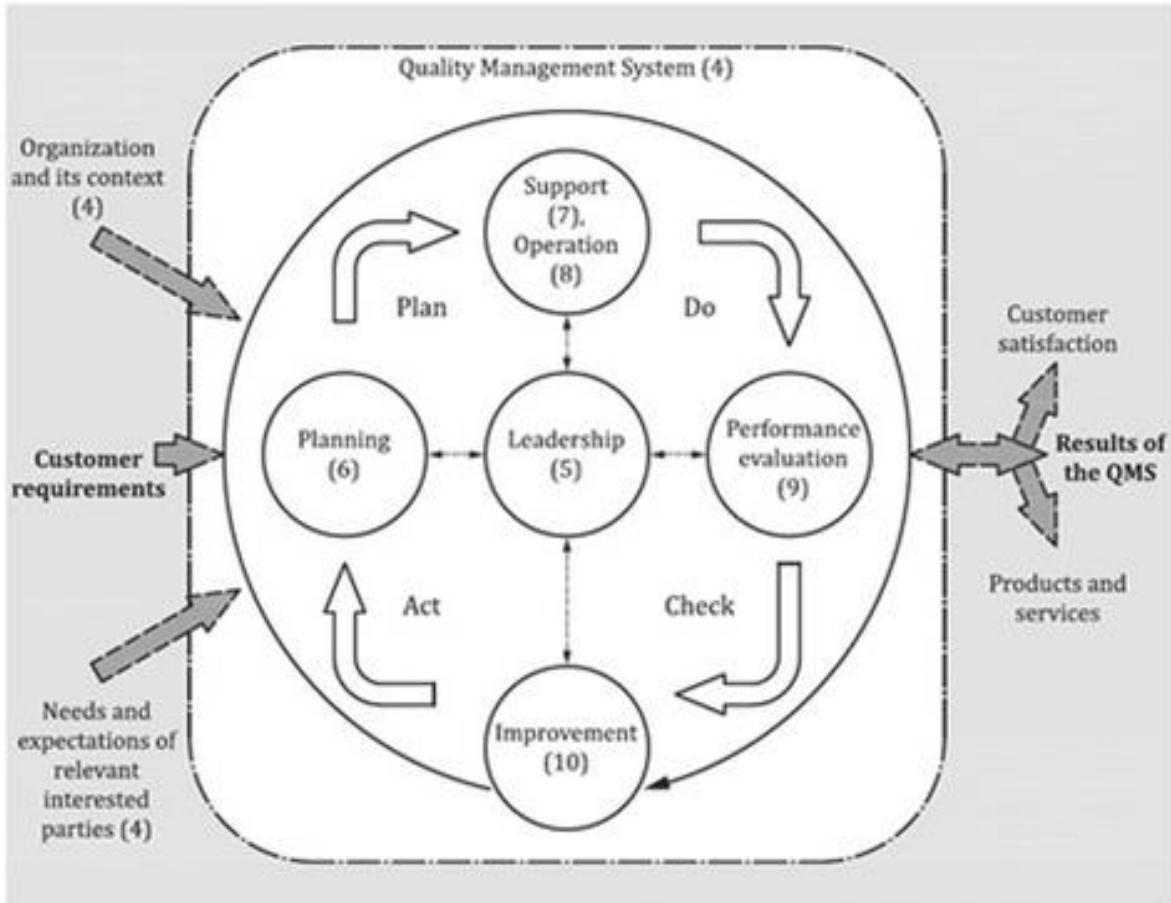 Quality Management System (4)
Organization
and its context
(4)
Support
(7),
Operation
(8)
Plan
Do
Customer
satisfaction
Customer
requirements
Planning
(6)
Leadership
(5)
Performance
evaluation
(9)
Results of
the QMS
Act
Check
Products and
services
Needs and
expectations of
relevant
interested
parties (4)
Improvement
(10)